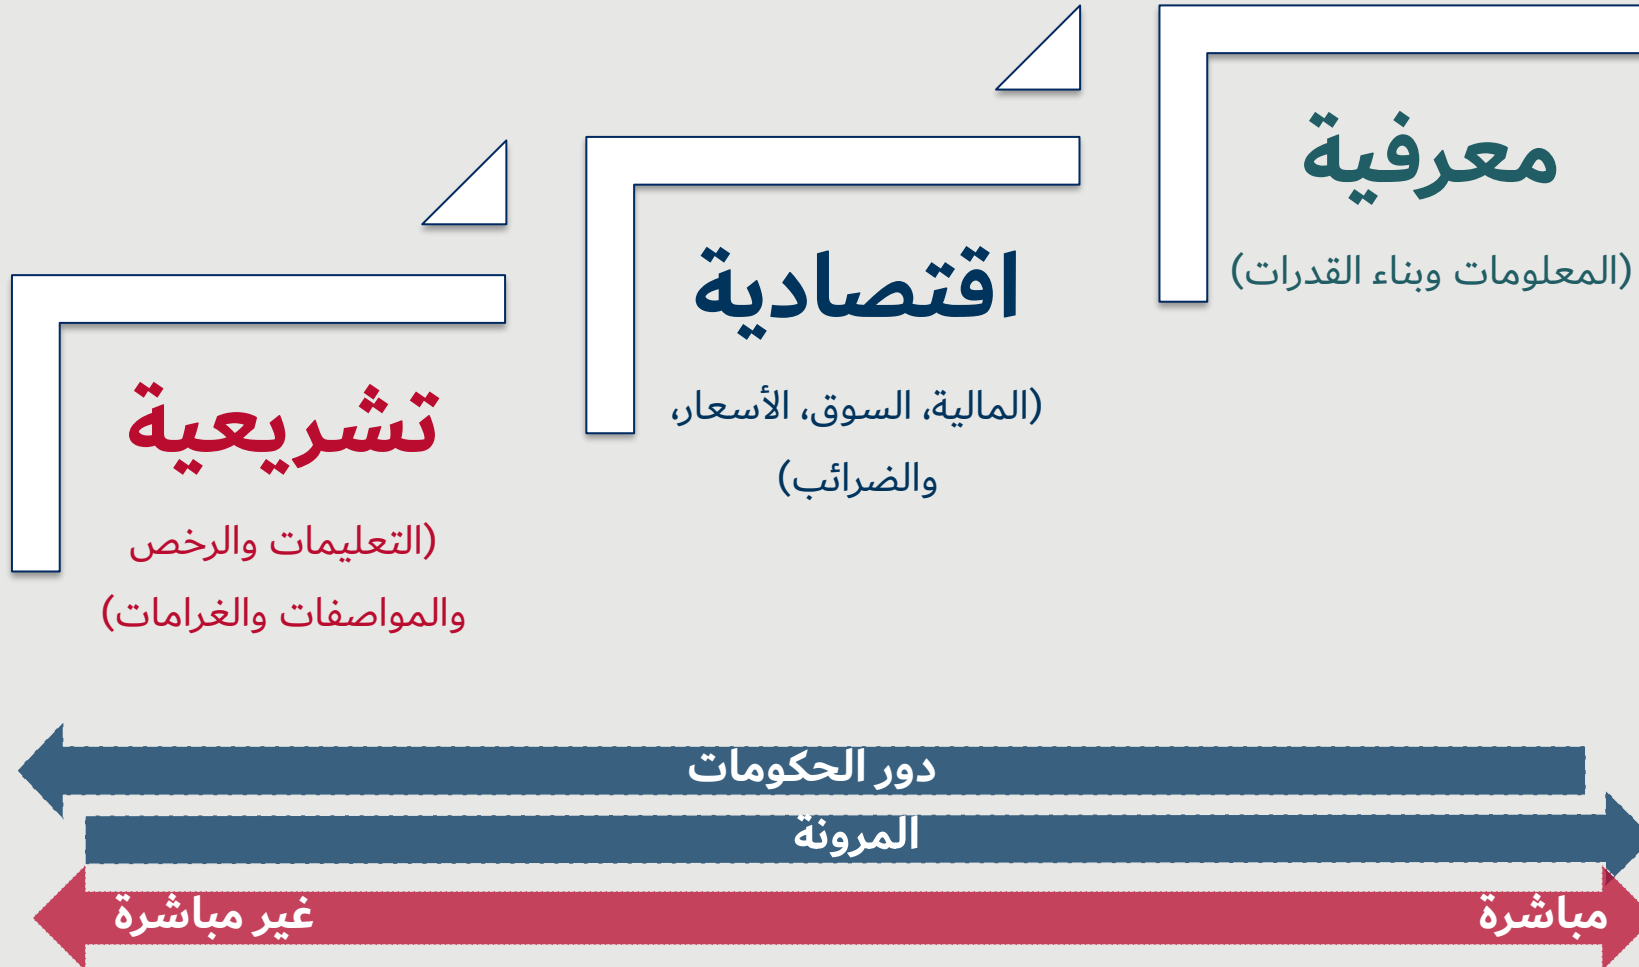 معرفية
(المعلومات وبناء القدرات)
اقتصادية
(المالية، السوق، الأسعار،
والضرائب)
تشريعية
(التعليمات والرخص
والمواصفات والغرامات)
دور الحكومات
المرونة
مباشرة
غير مباشرة